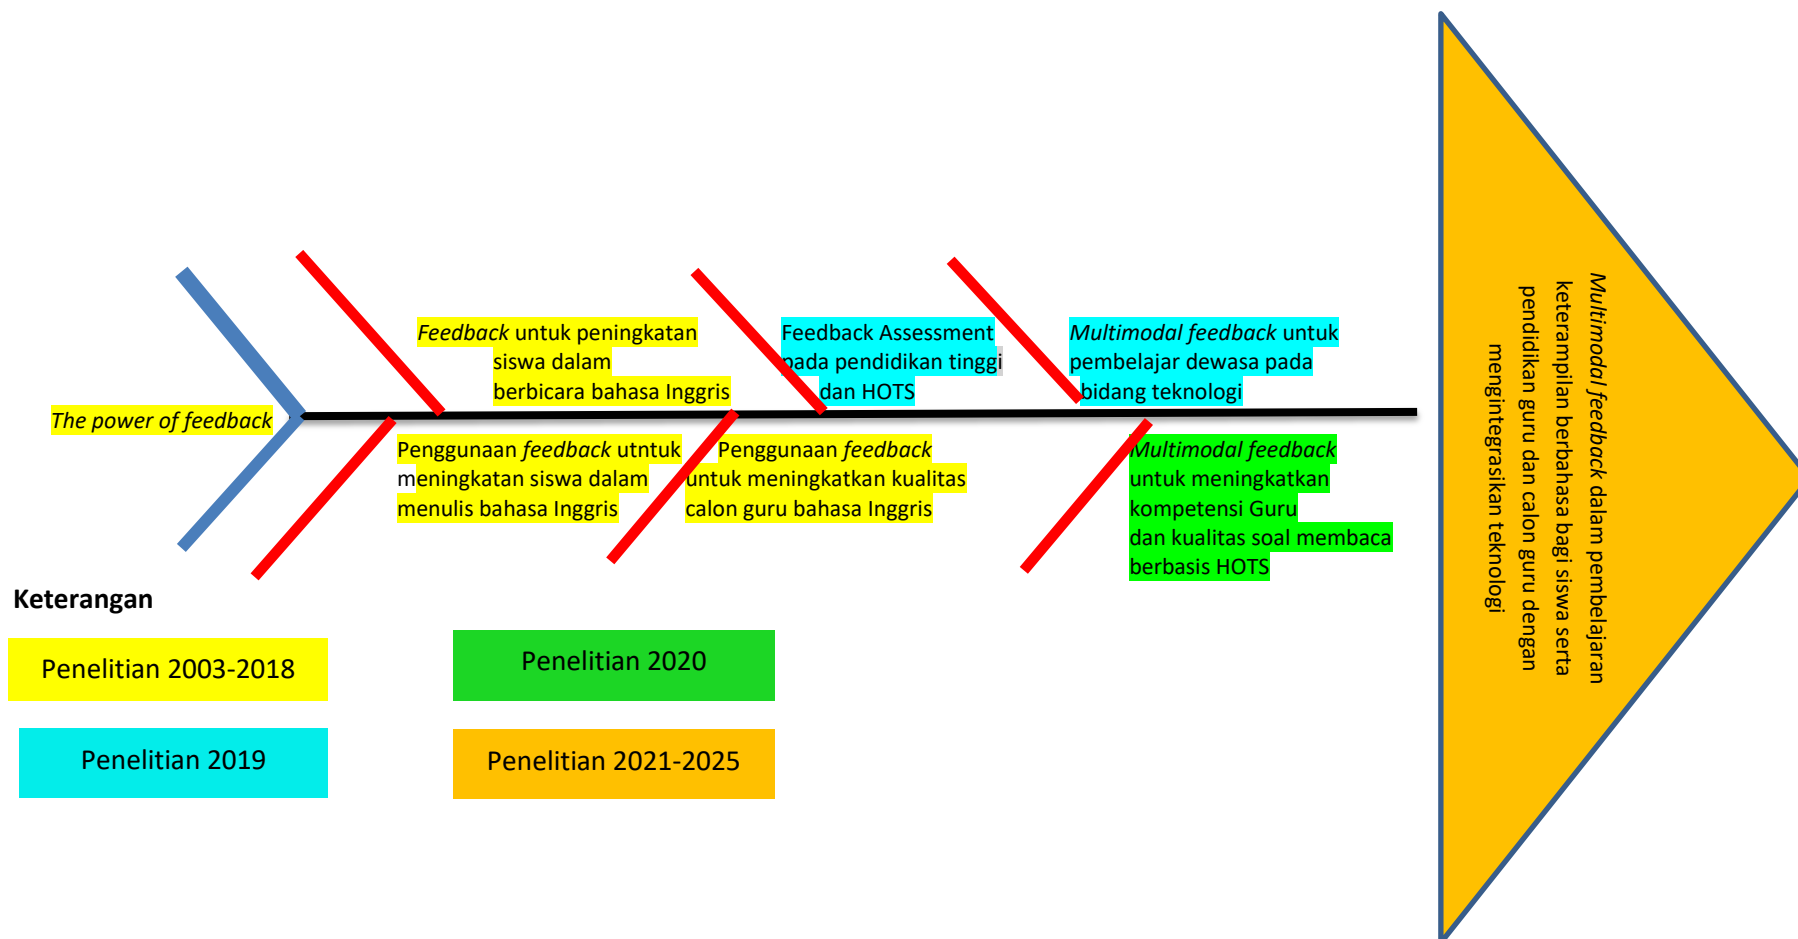 The power of feedback
Feedback untuk peningkatan
siswa dalam
berbicara bahasa Inggris
Feedback Assessment
pada pendidikan tinggi
dan HOTS
Multimodal feedback untuk
pembelajar dewasa pada
bidang teknologi
Penggunaan feedback utntuk
meningkatan siswa dalam
menulis bahasa Inggris
Penggunaan feedback
untuk meningkatkan kualitas
calon guru bahasa Inggris
Multimodal feedback
untuk meningkatkan
kompetensi Guru
dan kualitas soal membaca
berbasis HOTS
Multimodal feedback dalam pembelajaran
keterampilan berbahasa bagi siswa serta
pendidikan guru dan calon guru dengan
mengintegrasikan teknologi
Keterangan
Penelitian 2003-2018
Penelitian 2020
Penelitian 2019
Penelitian 2021-2025